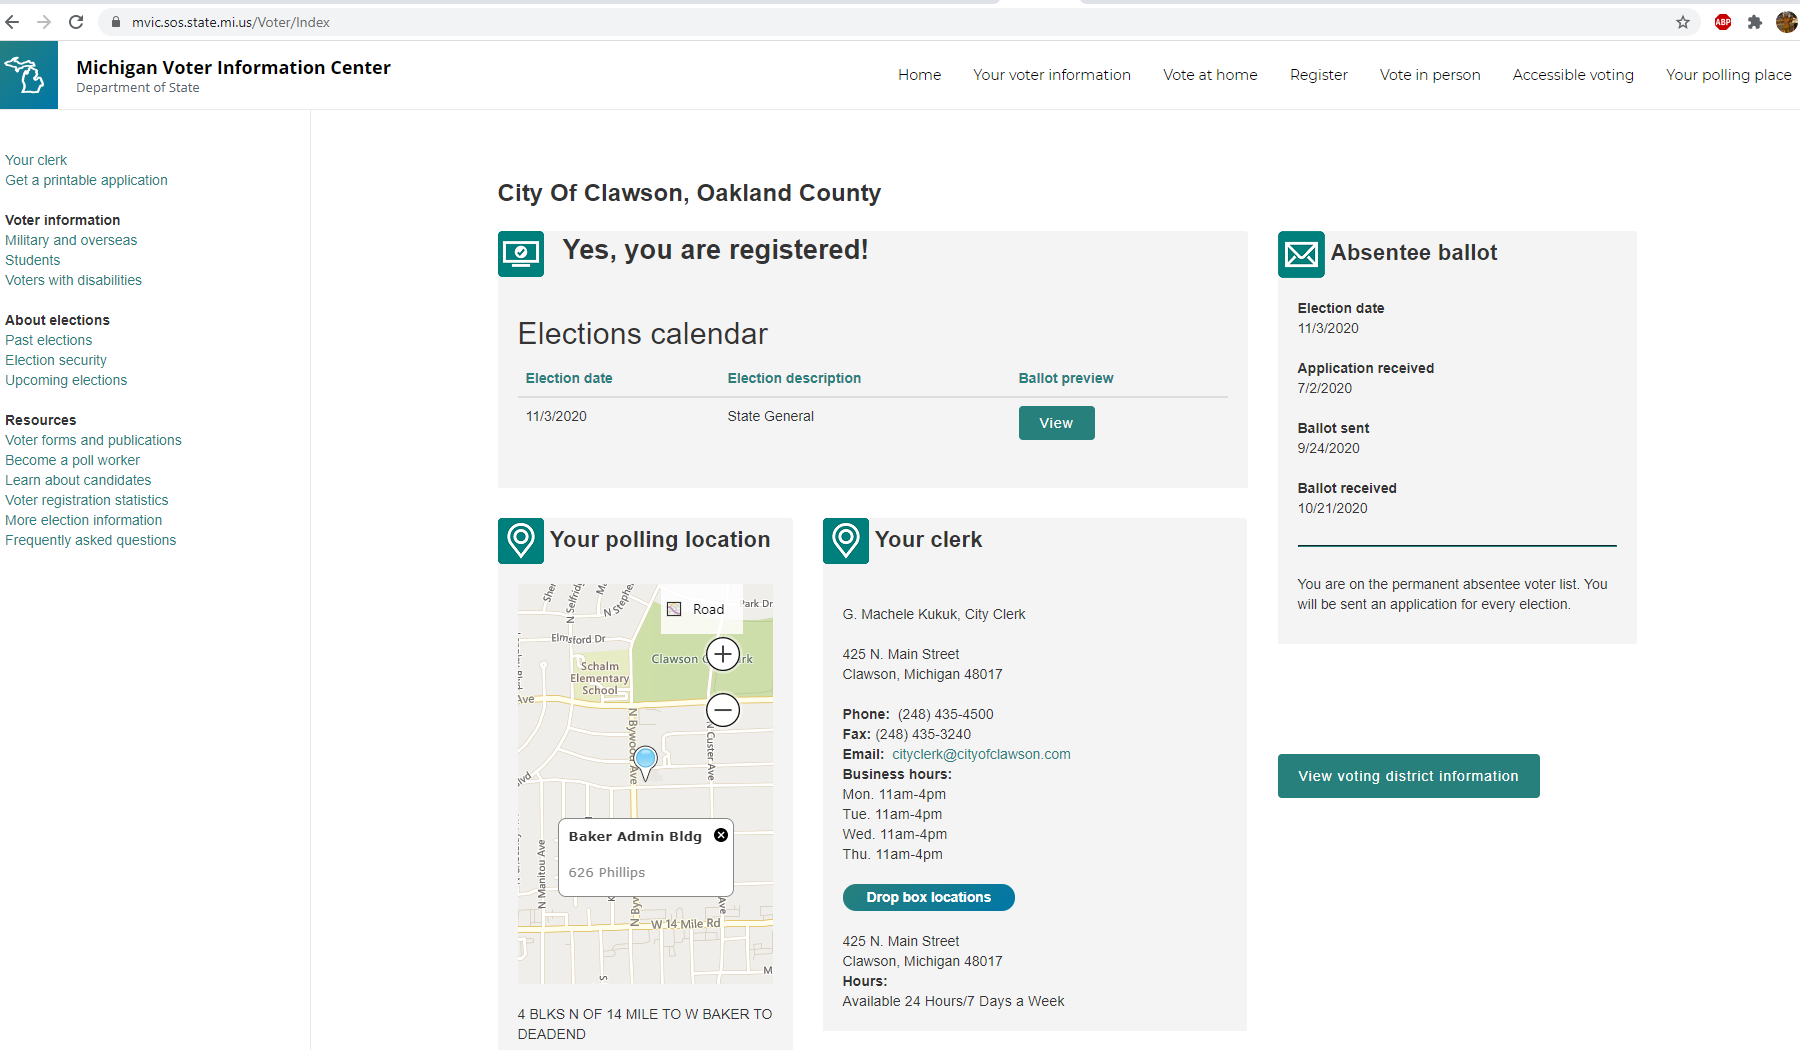 mvic.sos.state.mi.us/Voter/Index
ABP
Michigan Voter Information Center
Department of State
Home
Your voter information
Vote at home
Register
Vote in person
Accessible voting
Your polling place
Your clerk
Get a printable application
Voter information
Military and overseas
Students
Voters with disabilities
About elections
Past elections
Election security
Upcoming elections
Resources
Voter forms and publications
Become a poll worker
Learn about candidates
Voter registration statistics
More election information
Frequently asked questions
City Of Clawson, Oakland County
Yes, you are registered!
Elections calendar
Election date Election description Ballot preview
11/3/2020 State General View
Absentee ballot
Election date
11/3/2020
Application received
7/2/2020
Ballot sent
9/24/2020
Ballot received
10/21/2020
You are on the permanent absentee voter list. You
will be sent an application for every election.
View voting district information
Your polling location
Road
Park Dr
N Selfrid
N Stephe
Elmsford Dr
Clawson
rk
Schalm
Elementary
School
Ave
N Bywood Ave
N Custer Ave
lvd
Baker Admin Bldg
626 Phillips
N Manitou Ave
N Byw
Ave
W 14 Mile Rd
S
M
4 BLKS N OF 14 MILE TO W BAKER TO
DEADEND
Your clerk
G. Machele Kukuk, City Clerk
425 N. Main Street
Clawson, Michigan 48017
Phone: (248) 435-4500
Fax: (248) 435-3240
Email: cityclerk@cityofclawson.com
Business hours:
Mon. 11am-4pm
Tue. 11am-4pm
Wed. 11am-4pm
Thu. 11am-4pm
Drop box locations
425 N. Main Street
Clawson, Michigan 48017
Hours:
Available 24 Hours/7 Days a Week